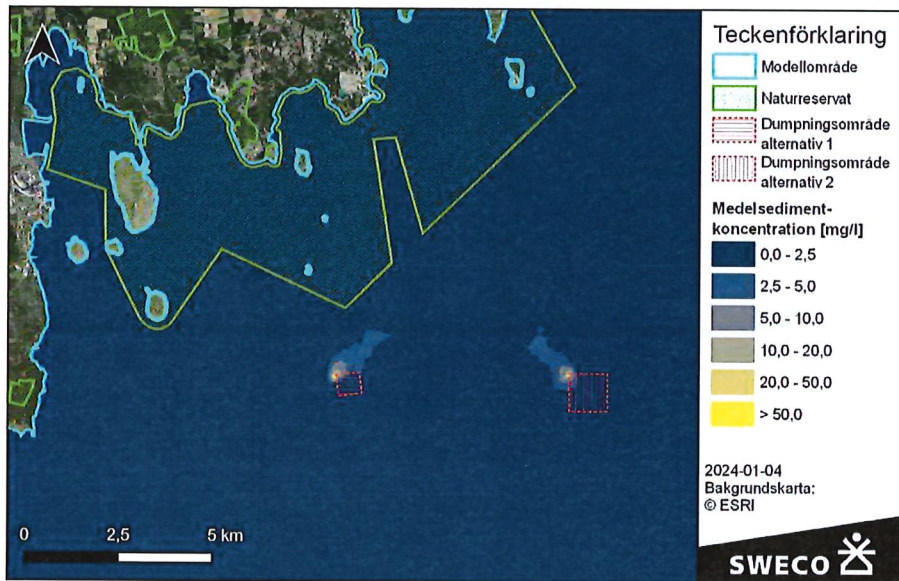 Teckenförklaring
Modellområde
Naturreservat
Dumpningsområde
alternativ 1
Dumpningsområde
alternativ 2
Medelsediment-
koncentration [mg/l]
0,0 - 2,5
2,5 - 5,0
5,0 - 10,0
10,0 - 20,0
20,0 - 50,0
> 50,0
2024-01-04
Bakgrundskarta:
© ESRI
0 2,5 5 km
SWECO